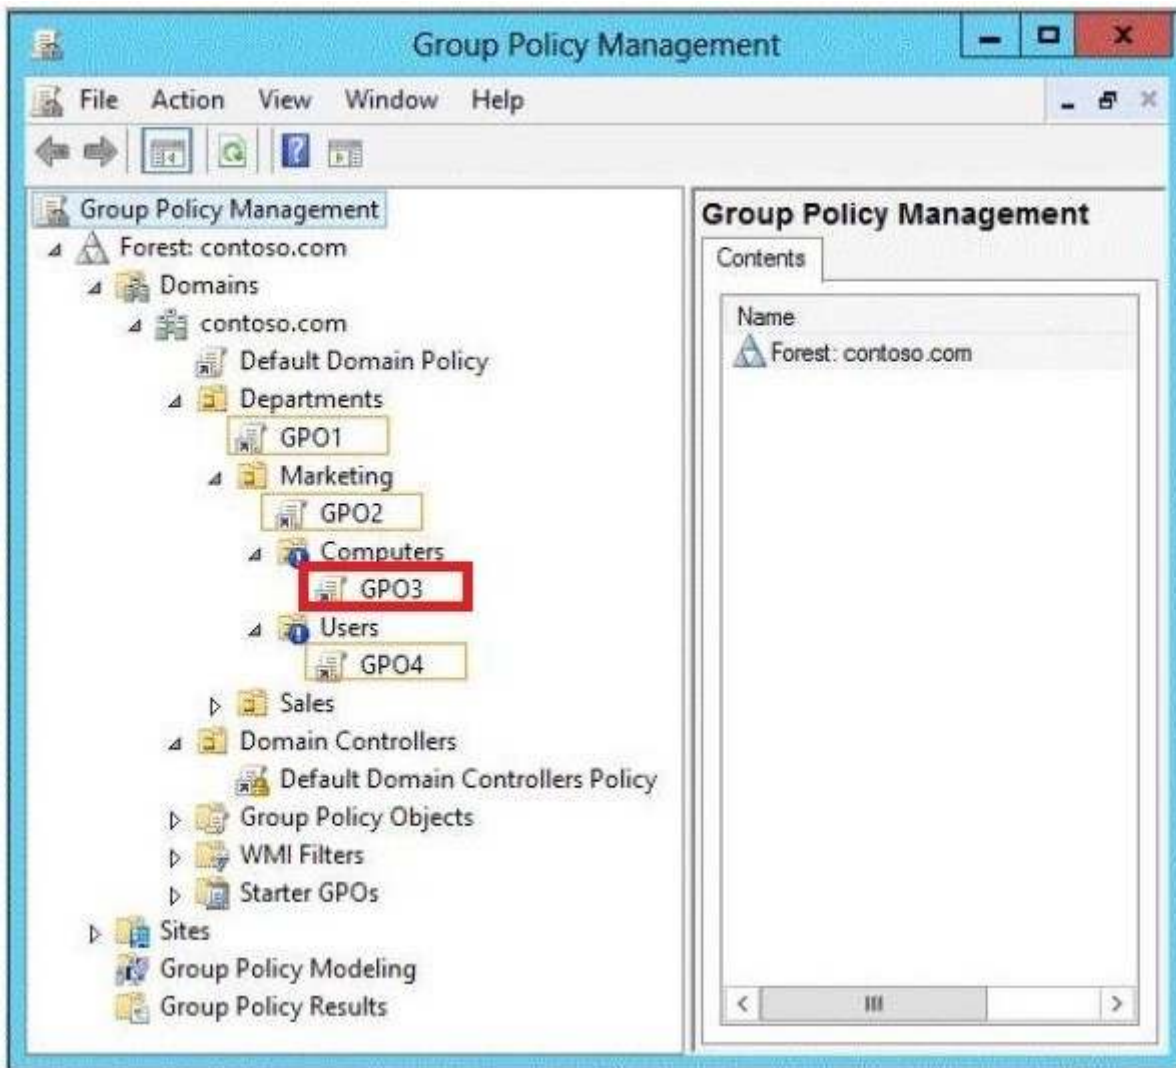 Group Policy Management
File Action View Window Help
Group Policy Management
Forest: contoso.com
Domains
contoso.com
Default Domain Policy
Departments
GPO1
Marketing
GPO2
Computers
GPO3
Users
GPO4
Sales
Domain Controllers
Default Domain Controllers Policy
Group Policy Objects
WMI Filters
Starter GPOs
Sites
Group Policy Modeling
Group Policy Results
Group Policy Management
Contents
Name
Forest: contoso.com